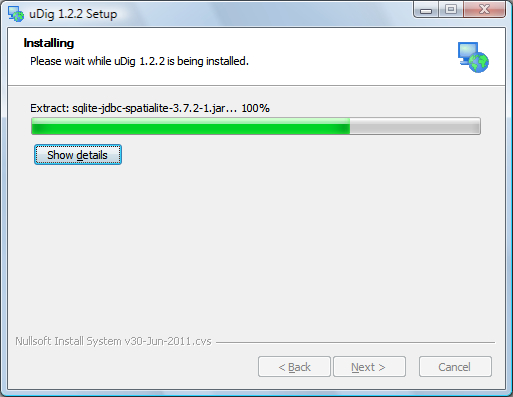 uDig 1.2.2 Setup
Installing
Please wait while uDig 1.2.2 is being installed.
Extract: sqlite-jdbc-spatialite-3.7.2-1.jar... 100%
Show details
Nullsoft Install System v30-Jun-2011.cvs
< Back Next > Cancel